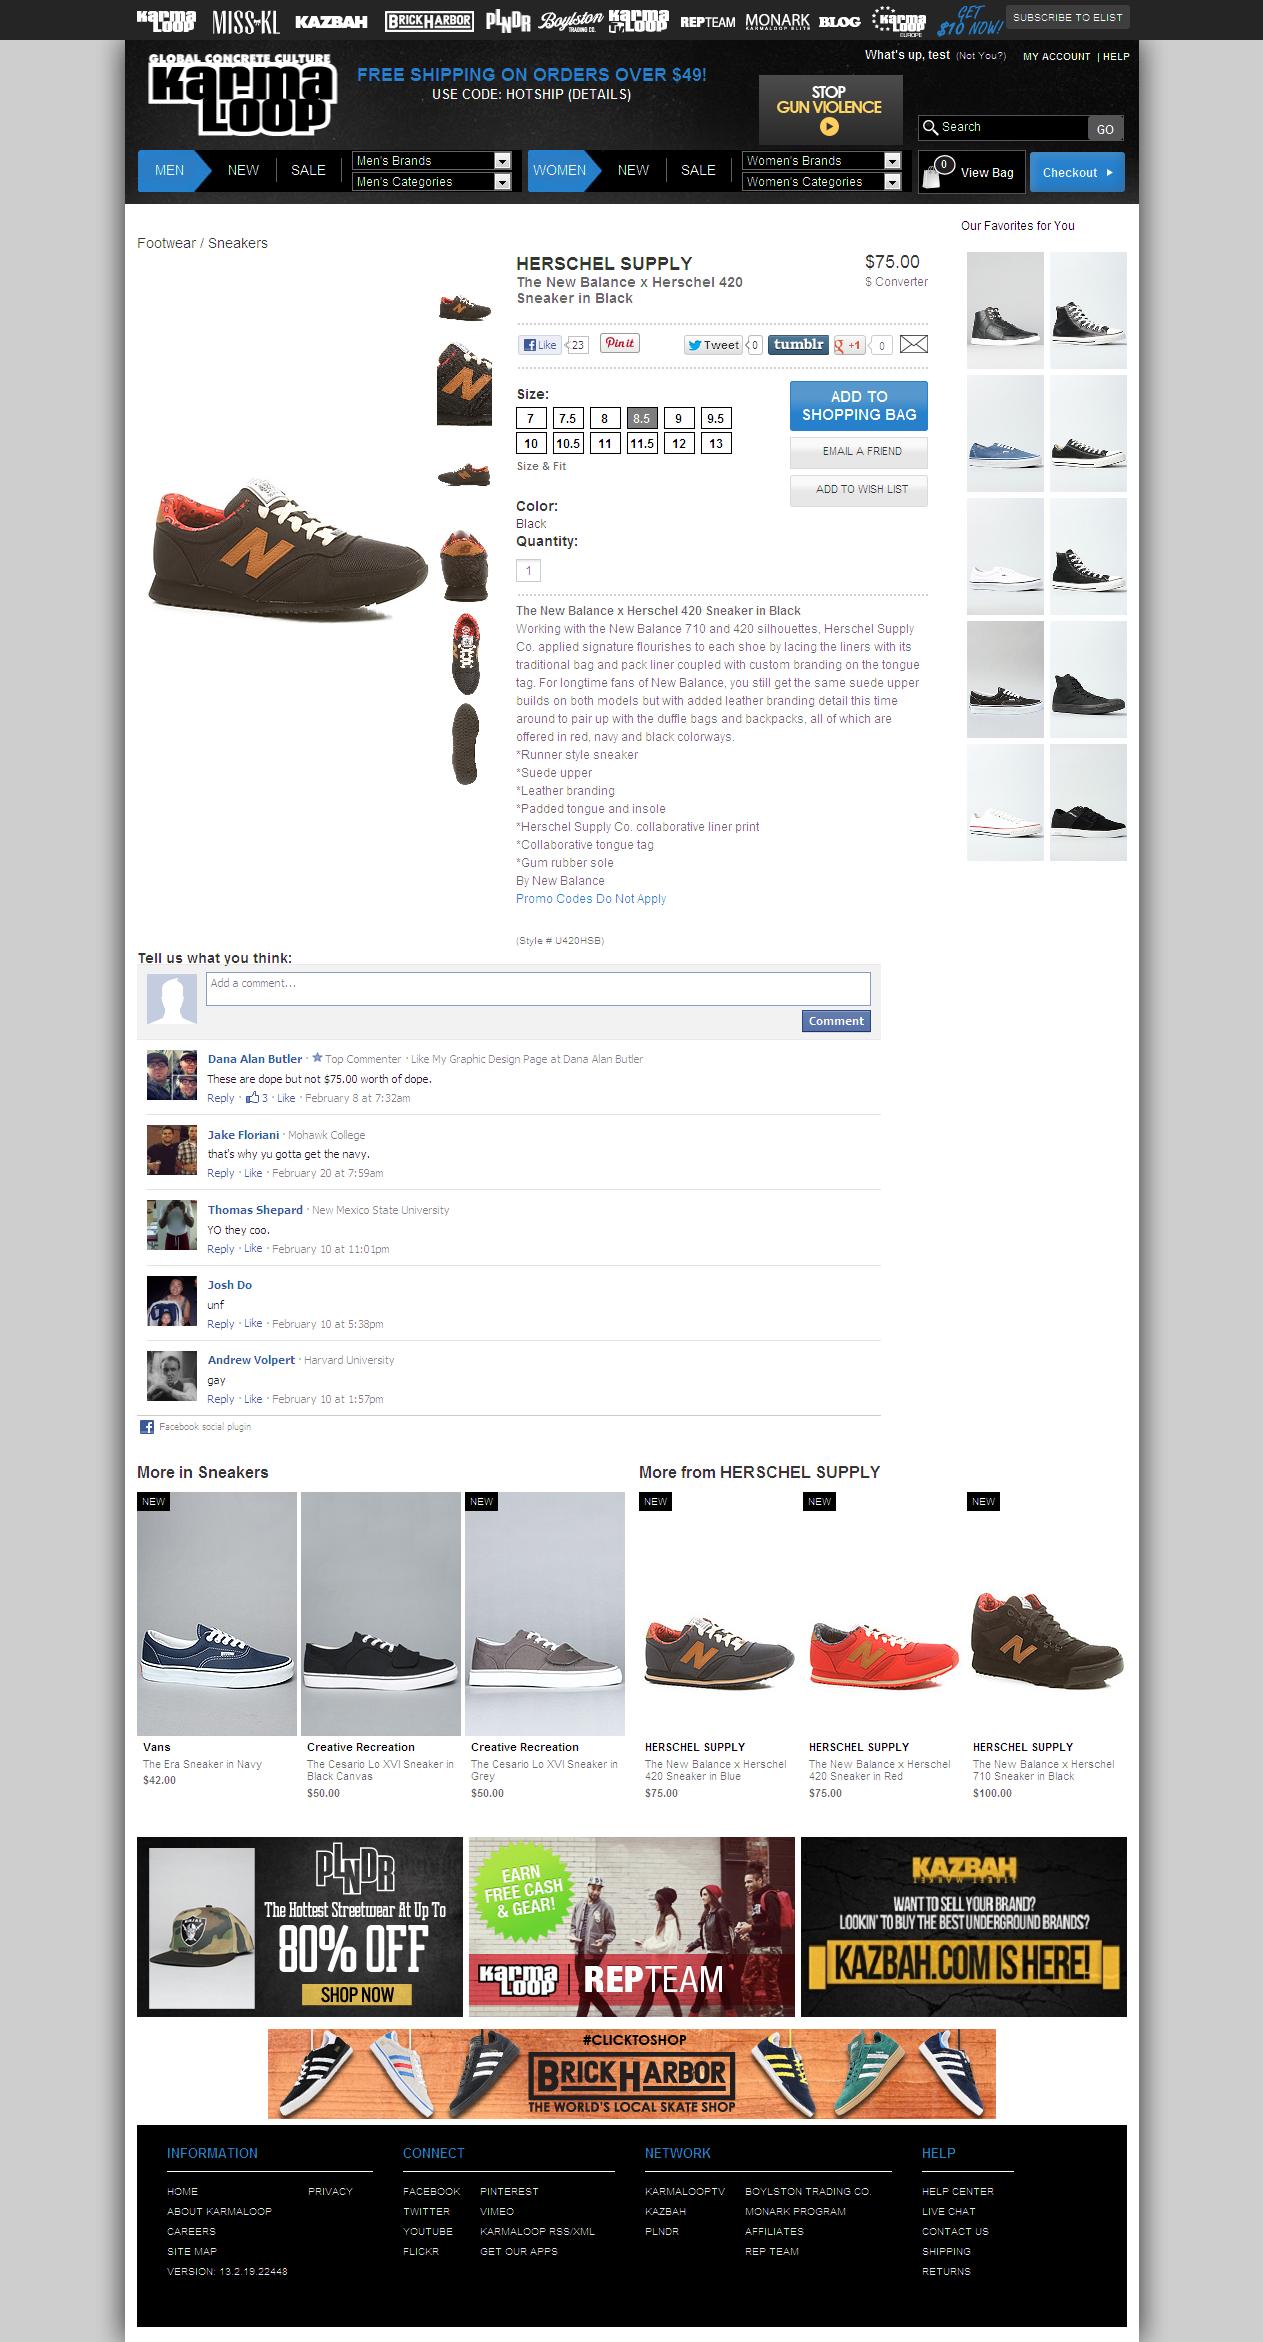 KARMA LOOP
MISS KL
KAZBAH
BRICK HARBOR
PLNDR
Boylston TRADING CO.
KARMA LOOP
REPTEAM
MONARK
KARMALOOP ELITE
BLOG
KARMA LOOP EUROPE
GET $10 NOW!
SUBSCRIBE TO ELIST
GLOBAL CONCRETE CULTURE
KARMA LOOP
FREE SHIPPING ON ORDERS OVER $49!
USE CODE: HOTSHIP (DETAILS)
What's up, test (Not You?) MY ACCOUNT | HELP
STOP
GUN VIOLENCE
Search GO
MEN NEW SALE
Men's Brands
Men's Categories
WOMEN NEW SALE
Women's Brands
Women's Categories
0 View Bag
Checkout
Footwear / Sneakers
Our Favorites for You
HERSCHEL SUPPLY
The New Balance x Herschel 420
Sneaker in Black
$75.00
$ Converter
Like 23 Pin it Tweet 0 tumblr g +1 0
Size:
7 7.5 8 8.5 9 9.5
10 10.5 11 11.5 12 13
Size & Fit
ADD TO
SHOPPING BAG
EMAIL A FRIEND
ADD TO WISH LIST
Color:
Black
Quantity:
1
The New Balance x Herschel 420 Sneaker in Black
Working with the New Balance 710 and 420 silhouettes, Herschel Supply
Co. applied signature flourishes to each shoe by lacing the liners with its
traditional bag and pack liner coupled with custom branding on the tongue
tag. For longtime fans of New Balance, you still get the same suede upper
builds on both models but with added leather branding detail this time
around to pair up with the duffle bags and backpacks, all of which are
offered in red, navy and black colorways.
*Runner style sneaker
*Suede upper
*Leather branding
*Padded tongue and insole
*Herschel Supply Co. collaborative liner print
*Collaborative tongue tag
*Gum rubber sole
By New Balance
Promo Codes Do Not Apply
(Style # U420HSB)
Tell us what you think:
Add a comment...
Comment
Dana Alan Butler · Top Commenter · Like My Graphic Design Page at Dana Alan Butler
These are dope but not $75.00 worth of dope.
Reply · 3 · Like · February 8 at 7:32am
Jake Floriani · Mohawk College
that's why yu gotta get the navy.
Reply · Like · February 20 at 7:59am
Thomas Shepard · New Mexico State University
YO they coo.
Reply · Like · February 10 at 11:01pm
Josh Do
unf
Reply · Like · February 10 at 5:38pm
Andrew Volpert · Harvard University
gay
Reply · Like · February 10 at 1:57pm
Facebook social plugin
More in Sneakers
NEW
NEW
Vans
The Era Sneaker in Navy
$42.00
Creative Recreation
The Cesario Lo XVI Sneaker in
Black Canvas
$50.00
Creative Recreation
The Cesario Lo XVI Sneaker in
Grey
$50.00
More from HERSCHEL SUPPLY
NEW
NEW
NEW
HERSCHEL SUPPLY
The New Balance x Herschel
420 Sneaker in Blue
$75.00
HERSCHEL SUPPLY
The New Balance x Herschel
420 Sneaker in Red
$75.00
HERSCHEL SUPPLY
The New Balance x Herschel
710 Sneaker in Black
$100.00
PLNDR
The Hottest Streetwear At Up To
80% OFF
SHOP NOW
EARN
FREE CASH
& GEAR!
KARMA LOOP | REPTEAM
KAZBAH
STREET MARKET
WANT TO SELL YOUR BRAND?
LOOKIN' TO BUY THE BEST UNDERGROUND BRANDS?
KAZBAH.COM IS HERE!
#CLICKTOSHOP
BRICK HARBOR
THE WORLD'S LOCAL SKATE SHOP
INFORMATION
HOME
ABOUT KARMALOOP
CAREERS
SITE MAP
VERSION: 13.2.19.22448
PRIVACY
CONNECT
FACEBOOK
TWITTER
YOUTUBE
FLICKR
PINTEREST
VIMEO
KARMALOOP RSS/XML
GET OUR APPS
NETWORK
KARMALOOPTV
KAZBAH
PLNDR
BOYLSTON TRADING CO.
MONARK PROGRAM
AFFILIATES
REP TEAM
HELP
HELP CENTER
LIVE CHAT
CONTACT US
SHIPPING
RETURNS